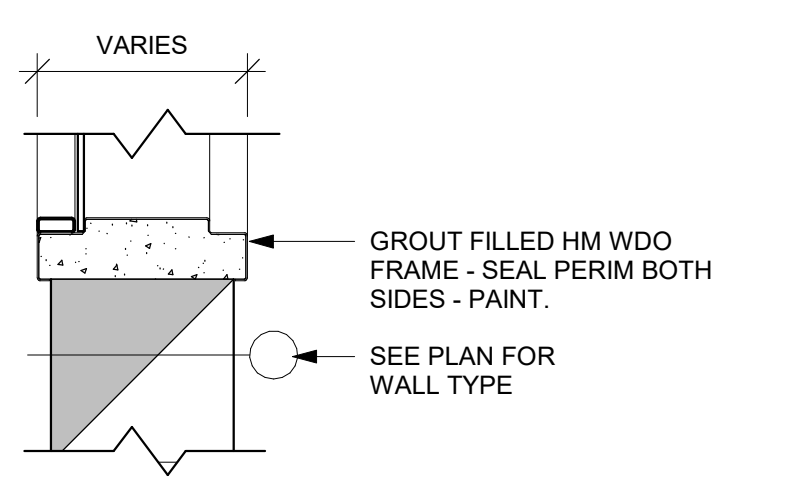 VARIES
GROUT FILLED HM WDO
FRAME - SEAL PERIM BOTH
SIDES - PAINT.
SEE PLAN FOR
WALL TYPE